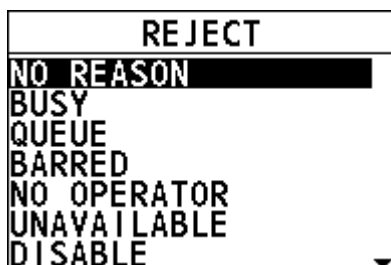 REJECT
NO REASON
BUSY
QUEUE
BARRED
NO OPERATOR
UNAVAILABLE
DISABLE